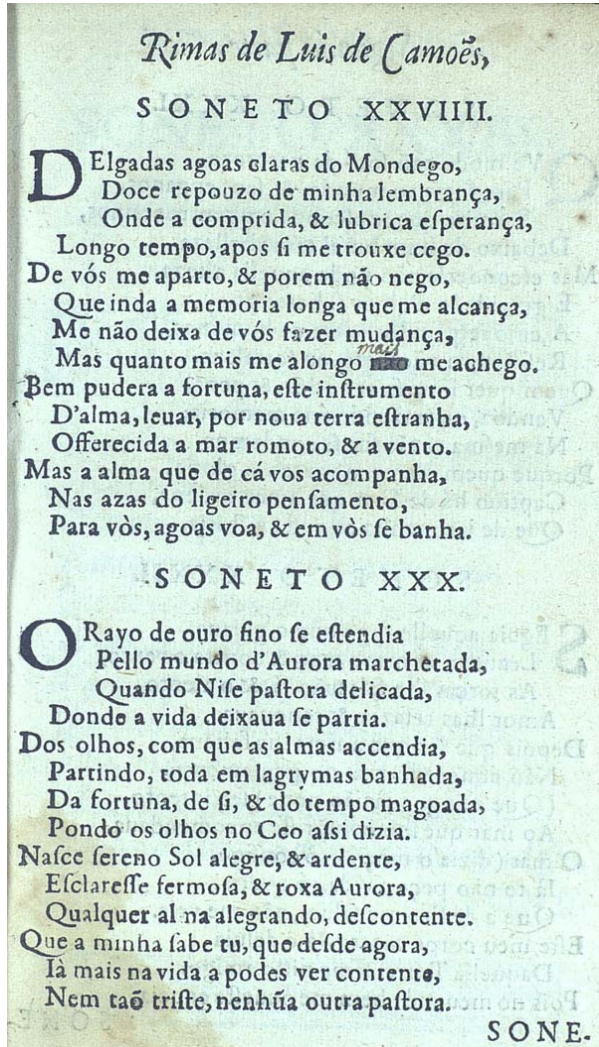 Rimas de Luis de Camoẽs,
SONETO XXVIIII.
DElgadas agoas claras do Mondego,
Doce repouzo de minha lembrança,
Onde a comprida, & lubrica eſperança,
Longo tempo, apos ſi me trouxe cego.
De vós me aparto, & porem não nego,
Que inda a memoria longa que me alcança,
Me não deixa de vós fazer mudança,
mais
Mas quanto mais me alongo não me achego.
Bem pudera a fortuna, eſte inſtrumento
D'alma, leuar, por noua terra eſtranha,
Offerecida a mar romoto, & a vento.
Mas a alma que de cá vos acompanha,
Nas azas do ligeiro penſamento,
Para vòs, agoas voa, & em vòs ſe banha.
SONETO XXX.
O Rayo de ouro fino ſe eſtendia
Pello mundo d'Aurora marchetada,
Quando Niſe paſtora delicada,
Donde a vida deixaua ſe partia.
Dos olhos, com que as almas accendia,
Partindo, toda em lagrymas banhada,
Da fortuna, de ſi, & do tempo magoada,
Pondo os olhos no Ceo aſsi dizia.
Naſce ſereno Sol alegre, & ardente,
Eſclareſſe fermoſa, & roxa Aurora,
Qualquer al na alegrando, deſcontente.
Que a minha ſabe tu, que deſde agora,
Ià mais na vida a podes ver contente,
Nem taõ triſte, nenhũa outra paſtora.
SONE-